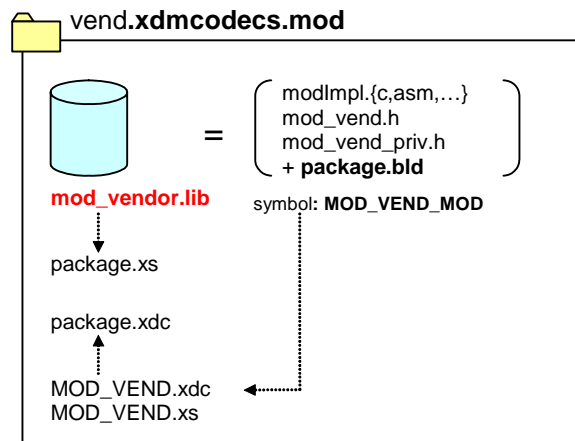 vend.xdmcodecs.mod
=
modImpl.{c,asm,…}
mod_vend.h
mod_vend_priv.h
+ package.bld
mod_vendor.lib
symbol: MOD_VEND_MOD
package.xs
package.xdc
MOD_VEND.xdc
MOD_VEND.xs